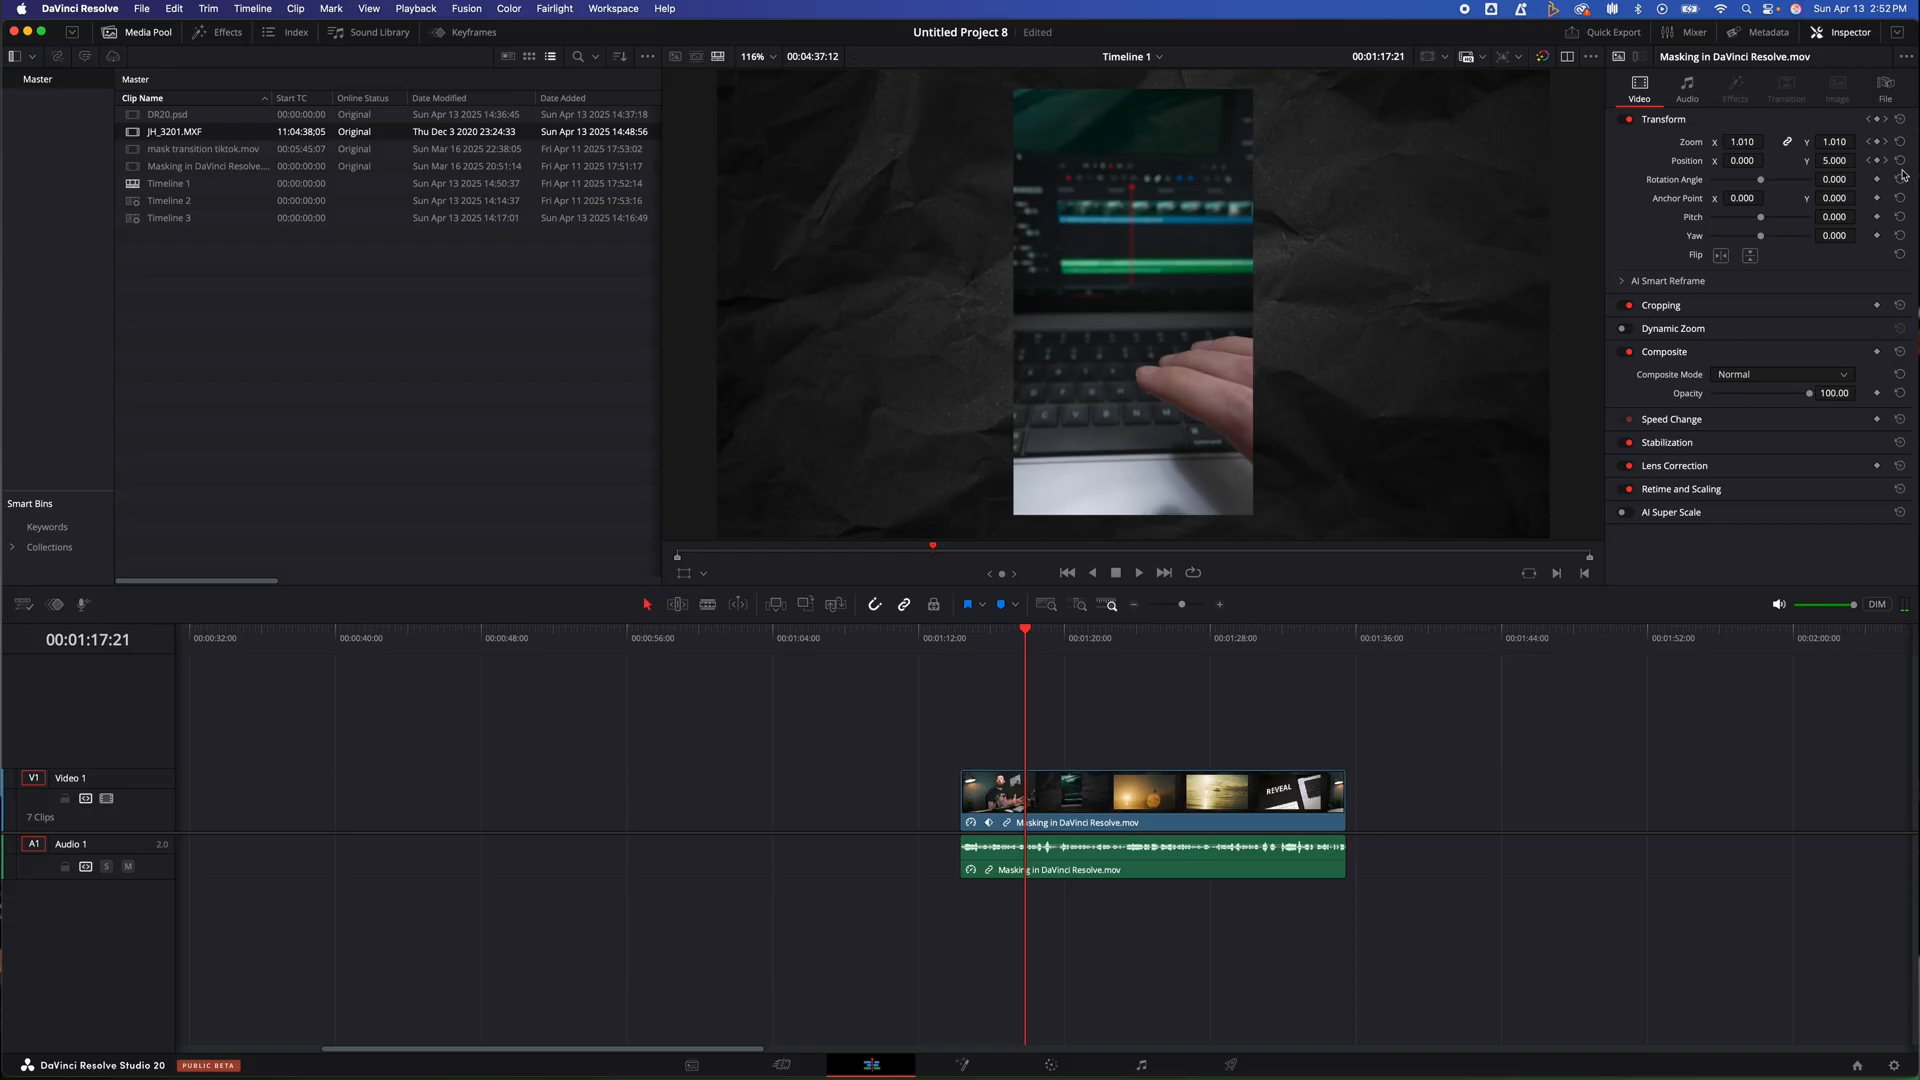 DaVinci Resolve File Edit Trim Timeline Clip Mark View Playback Fusion Color Fairlight Workspace Help Sun Apr 13 2:52 PM
Media Pool Effects Index Sound Library Keyframes Untitled Project 8 Edited Quick Export Mixer Metadata Inspector
116% 00:04:37:12 Timeline 1 00:01:17:21 Masking in DaVinci Resolve.mov
Master
Master
Video Audio Effects Transition Image File
Clip Name Start TC Online Status Date Modified Date Added
DR20.psd 00:00:00:00 Original Sun Apr 13 2025 14:36:45 Sun Apr 13 2025 14:37:18
JH_3201.MXF 11:04:38;05 Original Thu Dec 3 2020 23:24:33 Sun Apr 13 2025 14:48:56
mask transition tiktok.mov 00:05:45:07 Original Sun Mar 16 2025 22:38:05 Fri Apr 11 2025 17:53:02
Masking in DaVinci Resolve.... 00:00:00:00 Original Sun Mar 16 2025 20:51:14 Fri Apr 11 2025 17:51:17
Timeline 1 00:00:00:00 Sun Apr 13 2025 14:50:37 Fri Apr 11 2025 17:52:14
Timeline 2 00:00:00:00 Sun Apr 13 2025 14:14:37 Fri Apr 11 2025 17:53:16
Timeline 3 00:00:00:00 Sun Apr 13 2025 14:17:01 Sun Apr 13 2025 14:16:49
Transform
Zoom X 1.010 Y 1.010
Position X 0.000 Y 5.000
Rotation Angle 0.000
Anchor Point X 0.000 Y 0.000
Pitch 0.000
Yaw 0.000
Flip
AI Smart Reframe
Cropping
Dynamic Zoom
Composite
Composite Mode Normal
Opacity 100.00
Speed Change
Stabilization
Lens Correction
Retime and Scaling
AI Super Scale
Smart Bins
Keywords
Collections
DIM
00:01:17:21
00:00:32:00 00:00:40:00 00:00:48:00 00:00:56:00 00:01:04:00 00:01:12:00 00:01:20:00 00:01:28:00 00:01:36:00 00:01:44:00 00:01:52:00 00:02:00:00
V1 Video 1
7 Clips
REVEAL
Masking in DaVinci Resolve.mov
A1 Audio 1 2.0
S M
Masking in DaVinci Resolve.mov
DaVinci Resolve Studio 20 PUBLIC BETA